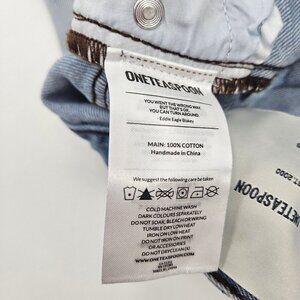 ONETEASPOON
YOU WENT THE WRONG WAY
BUT THAT'S OK,
YOU CAN TURN AROUND.
- Eddie Eagle Blakey
MAIN: 100% COTTON
Handmade in China
We suggest the following care be taken
COLD MACHINE WASH
DARK COLOURS SEPARATELY
DO NOT SOAK, BLEACH OR WRING
TUMBLE DRY LOW HEAT
IRON ON LOW HEAT
DO NOT IRON ON PRINT
OR ACCESSORIES
DO NOT DRYCLEAN (X)
WWW.ONETEASPOON.COM
ONETEASPOON
2000